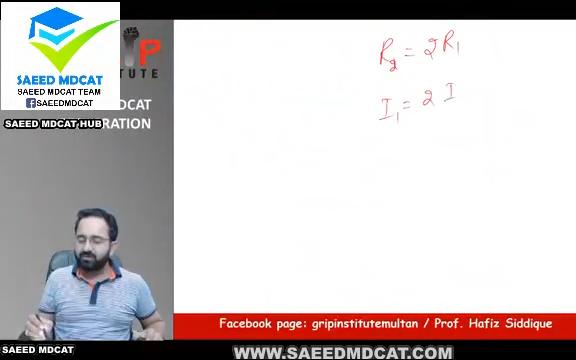 R₂ = 2R₁
I₁ = 2 I
P
TUTE
SAEED MDCAT
SAEED MDCAT TEAM
f SAEEDMDCAT
DCAT
SAEED MDCAT HUB
RATION
Facebook page: gripinstitutemultan / Prof. Hafiz Siddique
SAEED MDCAT
WWW.SAEEDMDCAT.COM